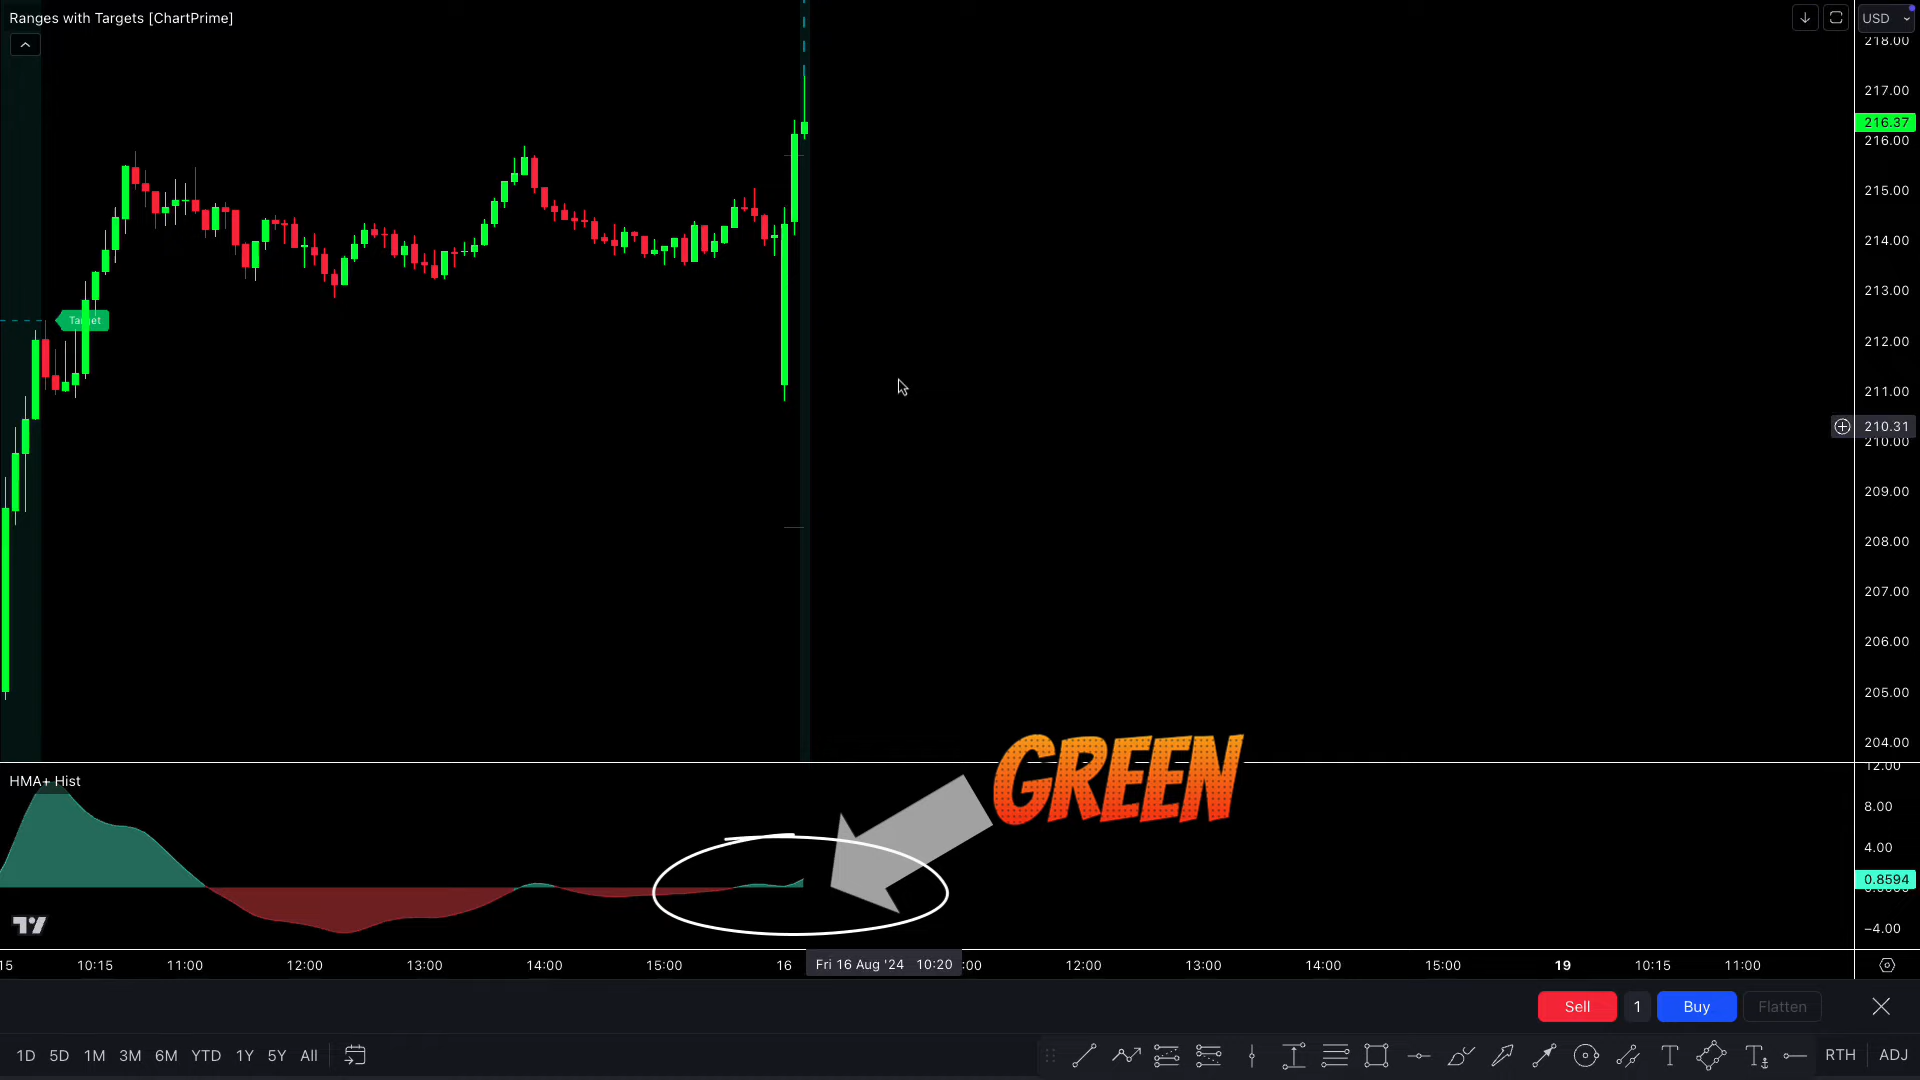 Ranges with Targets [ChartPrime]
USD
218.00
217.00
216.37
216.00
215.00
214.00
213.00
Target
212.00
211.00
210.31
210.00
209.00
208.00
207.00
206.00
205.00
204.00
GREEN
12.00
HMA+ Hist
8.00
4.00
0.8594
−4.00
15 10:15 11:00 12:00 13:00 14:00 15:00 16 Fri 16 Aug '24 10:20 :00 12:00 13:00 14:00 15:00 19 10:15 11:00
Sell 1 Buy Flatten
1D 5D 1M 3M 6M YTD 1Y 5Y All RTH ADJ